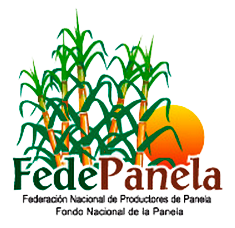 FedePanela
Federación Nacional de Productores de Panela
Fondo Nacional de la Panela